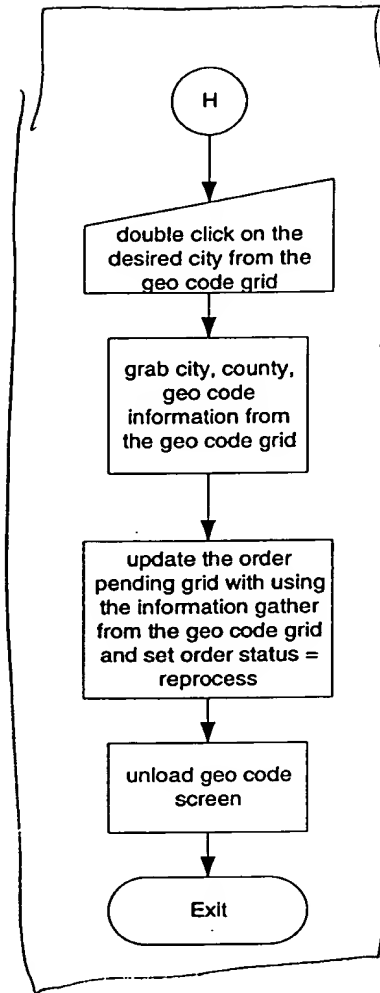 H
double click on the
desired city from the
geo code grid
grab city, county,
geo code
information from
the geo code grid
update the order
pending grid with using
the information gather
from the geo code grid
and set order status =
reprocess
unload geo code
screen
Exit